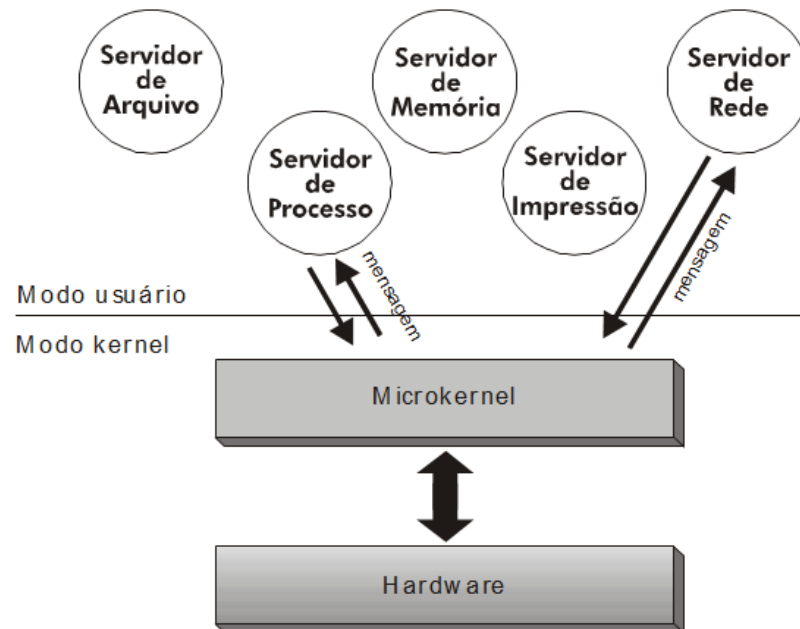 Servidor
de
Arquivo
Servidor
de
Memória
Servidor
de
Rede
Servidor
de
Processo
Servidor
de
Impressão
mensagem
mensagem
Modo usuário
Modo kernel
Microkernel
Hardware